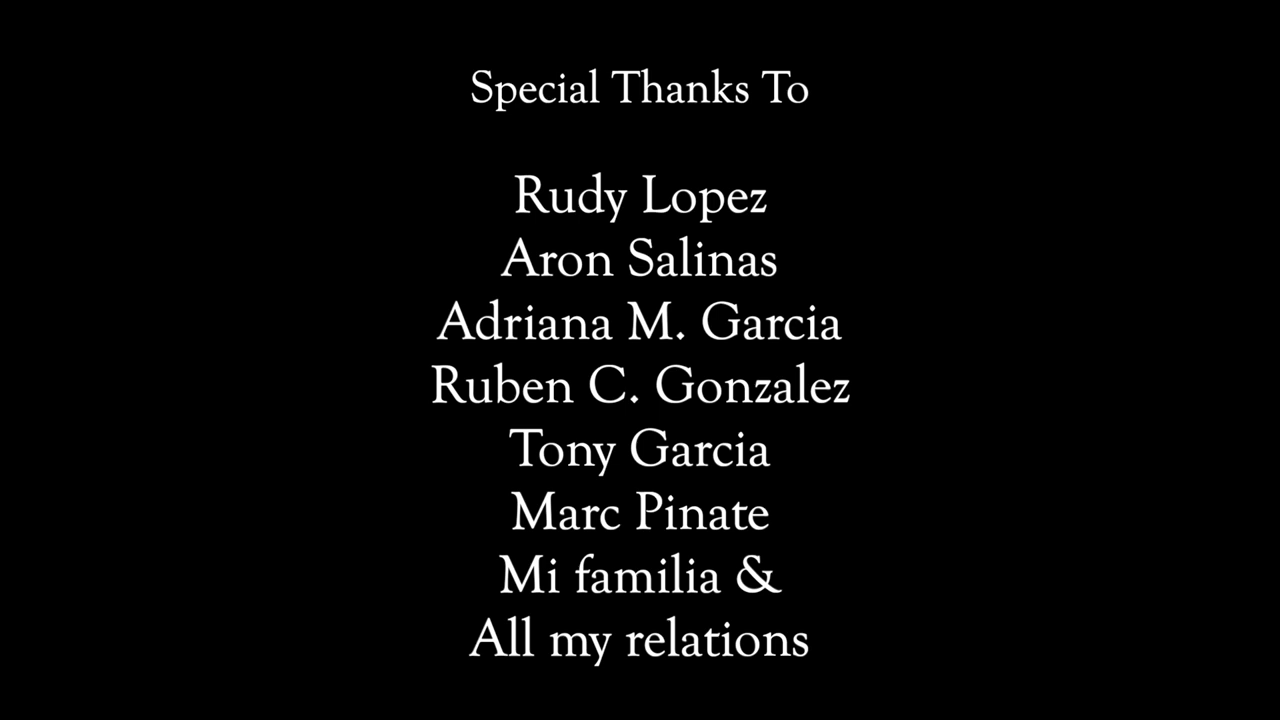 Special Thanks To
Rudy Lopez
Aron Salinas
Adriana M. Garcia
Ruben C. Gonzalez
Tony Garcia
Marc Pinate
Mi familia &
All my relations